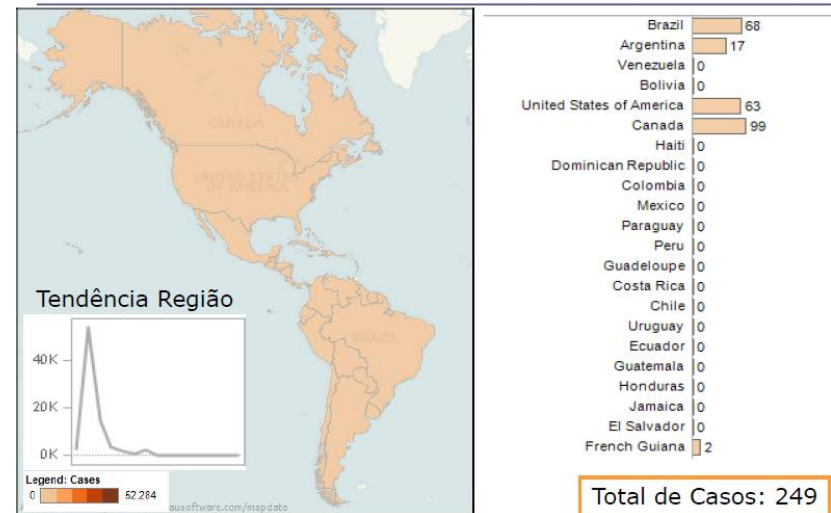 CANADA
UNITED STATES
OF AMERICA
BRAZIL
Tendência Região
40K
20K
0K
Legend: Cases
0 52.284
ausoftware.com/mapdata
Brazil 68
Argentina 17
Venezuela 0
Bolivia 0
United States of America 63
Canada 99
Haiti 0
Dominican Republic 0
Colombia 0
Mexico 0
Paraguay 0
Peru 0
Guadeloupe 0
Costa Rica 0
Chile 0
Uruguay 0
Ecuador 0
Guatemala 0
Honduras 0
Jamaica 0
El Salvador 0
French Guiana 2
Total de Casos: 249